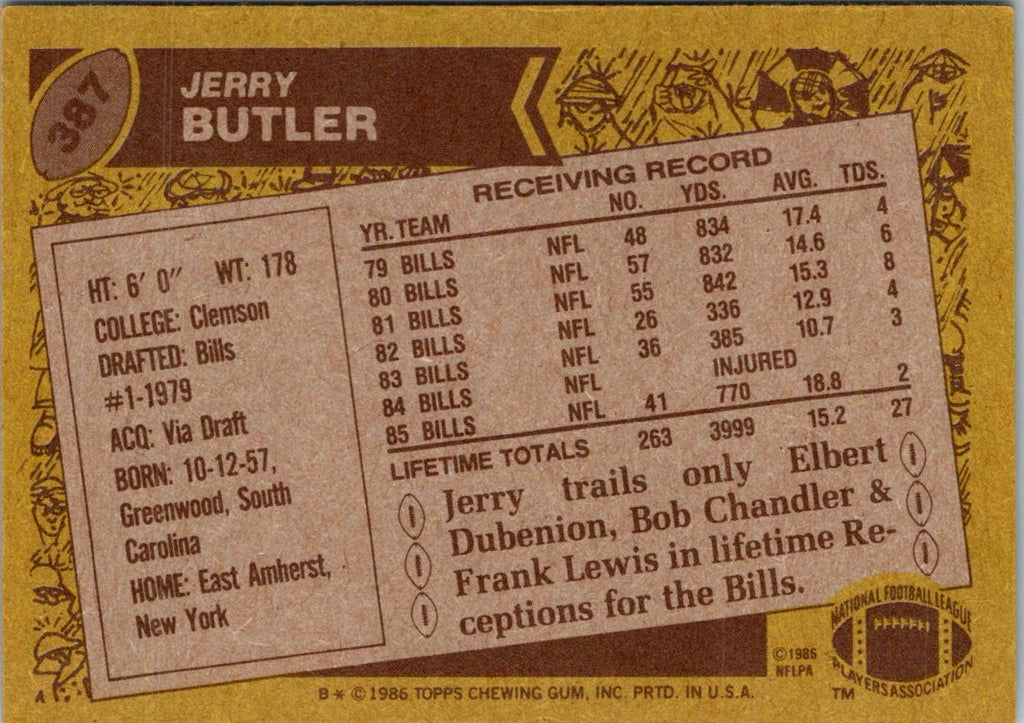 387
JERRY
BUTLER
RECEIVING RECORD
YR. TEAM NO. YDS. AVG. TDS.
79 BILLS NFL 48 834 17.4 4
80 BILLS NFL 57 832 14.6 6
81 BILLS NFL 55 842 15.3 8
82 BILLS NFL 26 336 12.9 4
83 BILLS NFL 36 385 10.7 3
84 BILLS NFL INJURED
85 BILLS NFL 41 770 18.8 2
LIFETIME TOTALS 263 3999 15.2 27
HT: 6' 0" WT: 178
COLLEGE: Clemson
DRAFTED: Bills
#1-1979
ACQ: Via Draft
BORN: 10-12-57,
Greenwood, South
Carolina
HOME: East Amherst,
New York
Jerry trails only Elbert
Dubenion, Bob Chandler &
Frank Lewis in lifetime Re-
ceptions for the Bills.
NATIONAL FOOTBALL LEAGUE
PLAYERS ASSOCIATION
TM
©1986
NFLPA
A
B * © 1986 TOPPS CHEWING GUM, INC. PRTD. IN U.S.A.